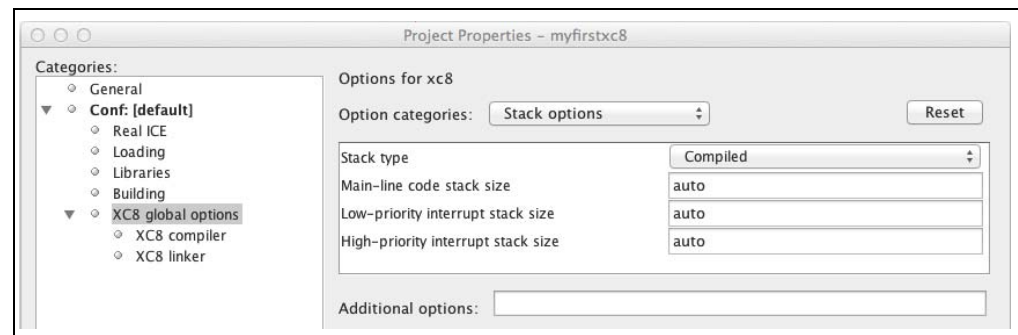 Project Properties – myfirstxc8
Categories:
General
Conf: [default]
Real ICE
Loading
Libraries
Building
XC8 global options
XC8 compiler
XC8 linker
Options for xc8
Option categories: Stack options Reset
Stack type Compiled
Main-line code stack size auto
Low-priority interrupt stack size auto
High-priority interrupt stack size auto
Additional options: